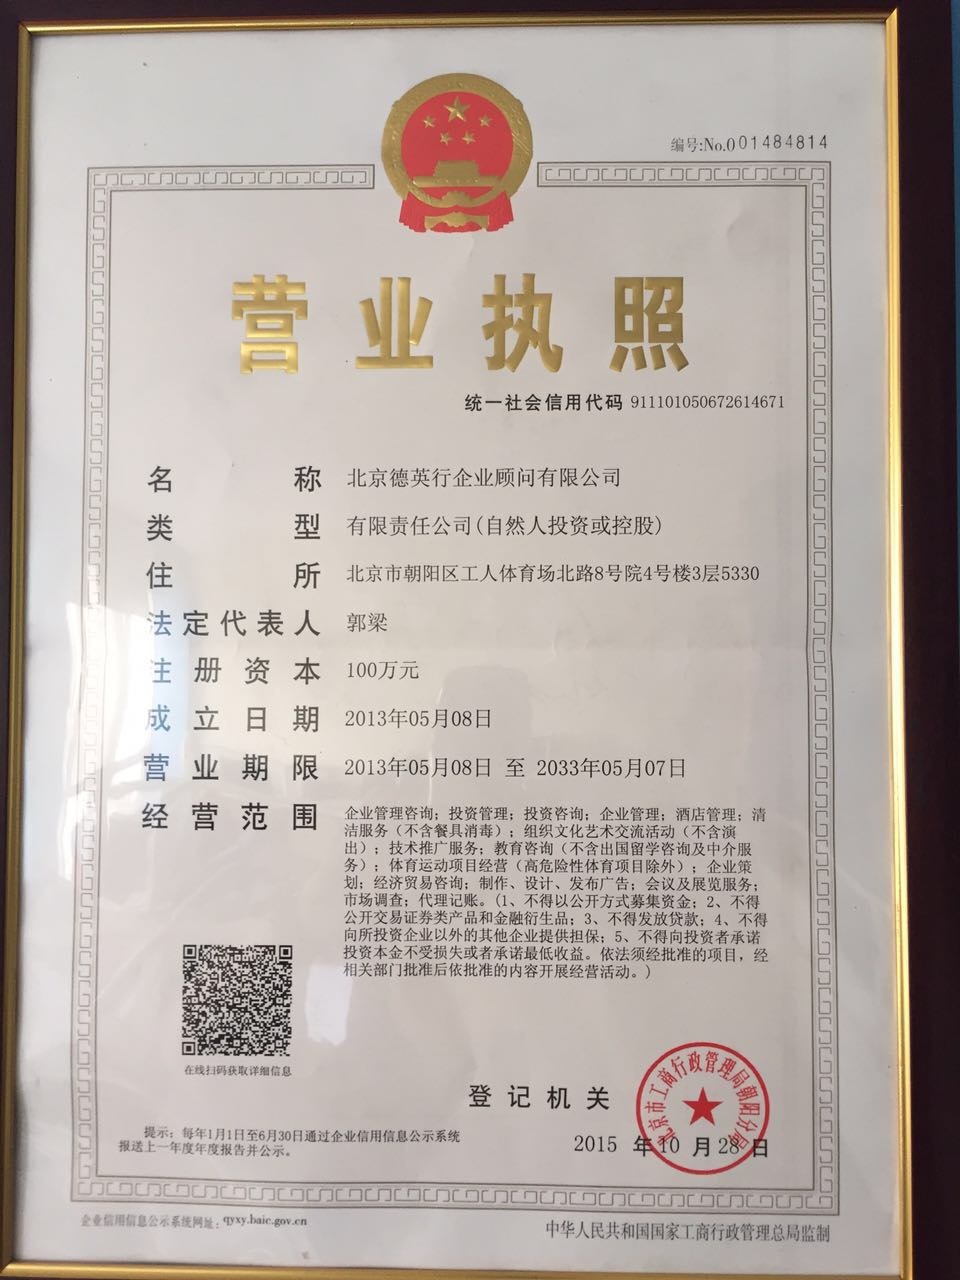 编号:No.001484814
营业执照
统一社会信用代码 911101050672614671
名称 北京德英行企业顾问有限公司
类型 有限责任公司(自然人投资或控股)
住所 北京市朝阳区工人体育场北路8号院4号楼3层5330
法定代表人 郭梁
注册资本 100万元
成立日期 2013年05月08日
营业期限 2013年05月08日 至 2033年05月07日
经营范围 企业管理咨询；投资管理；投资咨询；企业管理；酒店管理；清
洁服务（不含餐具消毒）；组织文化艺术交流活动（不含演
出）；技术推广服务；教育咨询（不含出国留学咨询及中介服
务）；体育运动项目经营（高危险性体育项目除外）；企业策
划；经济贸易咨询；制作、设计、发布广告；会议及展览服务；
市场调查；代理记账。(1、不得以公开方式募集资金；2、不得
公开交易证券类产品和金融衍生品；3、不得发放贷款；4、不得
向所投资企业以外的其他企业提供担保；5、不得向投资者承诺
投资本金不受损失或者承诺最低收益。依法须经批准的项目，经
相关部门批准后依批准的内容开展经营活动。)
在线扫码获取详细信息
登记机关
北京市工商行政管理局朝阳分局
2015 年 10 月 28 日
提示：每年1月1日至6月30日通过企业信用信息公示系统
报送上一年度年度报告并公示。
企业信用信息公示系统网址：qyxy.baic.gov.cn
中华人民共和国国家工商行政管理总局监制